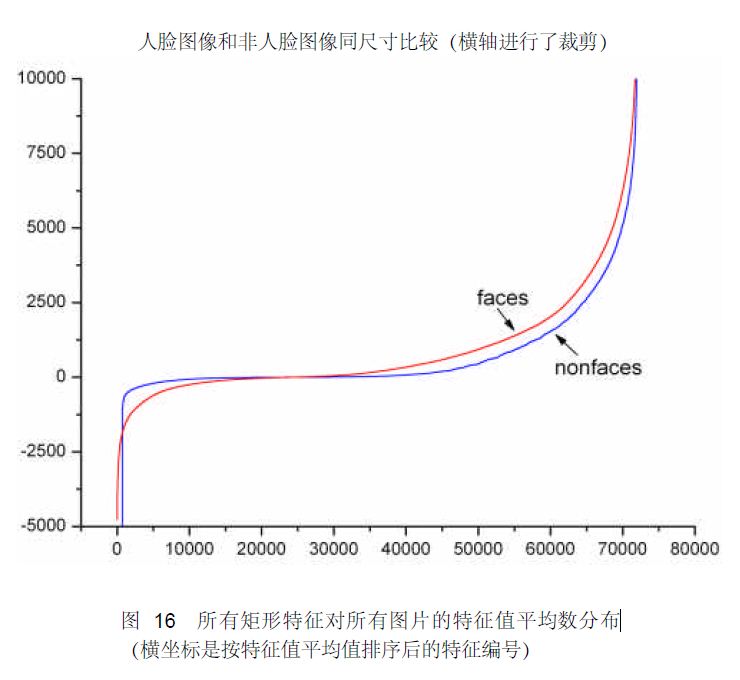 人脸图像和非人脸图像同尺寸比较（横轴进行了裁剪）
10000
7500
5000
2500
0
-2500
-5000
faces
nonfaces
0 10000 20000 30000 40000 50000 60000 70000 80000
图 16 所有矩形特征对所有图片的特征值平均数分布
（横坐标是按特征值平均值排序后的特征编号）